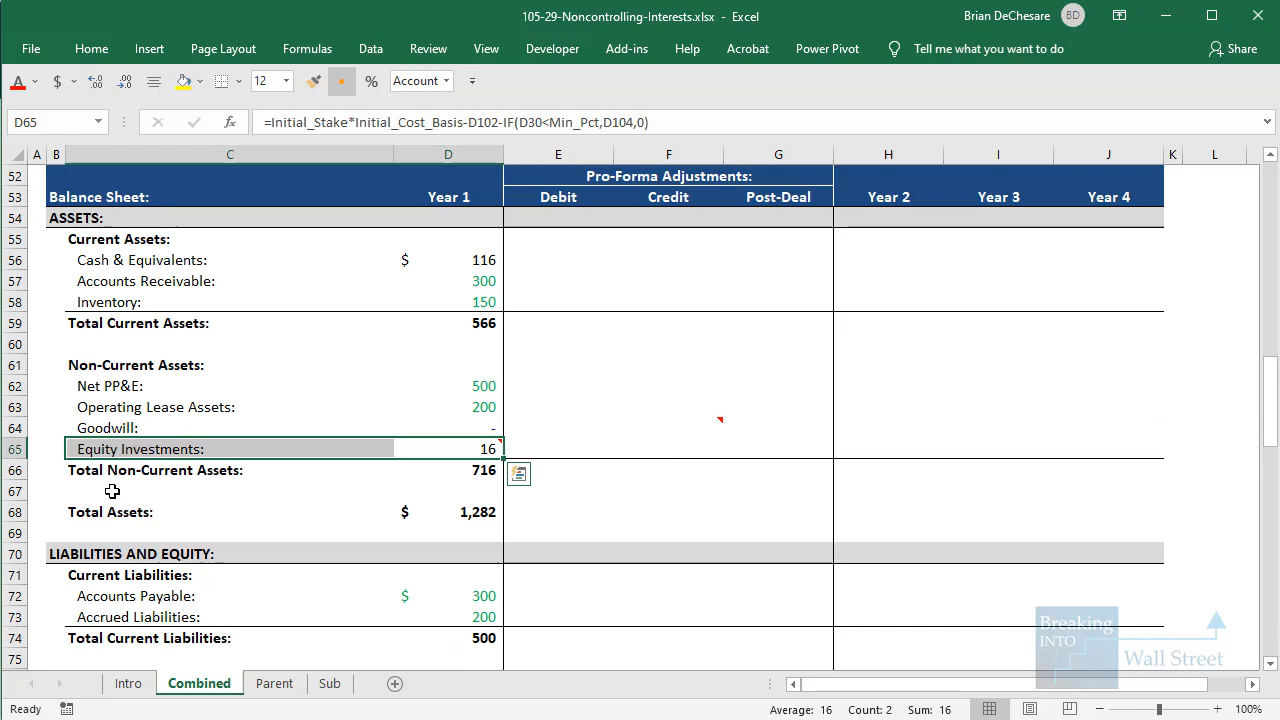 105-29-Noncontrolling-Interests.xlsx - Excel
Brian DeChesare BD
File Home Insert Page Layout Formulas Data Review View Developer Add-ins Help Acrobat Power Pivot Tell me what you want to do Share
A $ .00 12 % Account
D65 fx =Initial_Stake*Initial_Cost_Basis-D102-IF(D30<Min_Pct,D104,0)
A B C D E F G H I J K L
52 Pro-Forma Adjustments:
53 Balance Sheet: Year 1 Debit Credit Post-Deal Year 2 Year 3 Year 4
54 ASSETS:
55 Current Assets:
56 Cash & Equivalents: $ 116
57 Accounts Receivable: 300
58 Inventory: 150
59 Total Current Assets: 566
60
61 Non-Current Assets:
62 Net PP&E: 500
63 Operating Lease Assets: 200
64 Goodwill: -
65 Equity Investments: 16
66 Total Non-Current Assets: 716
67
68 Total Assets: $ 1,282
69
70 LIABILITIES AND EQUITY:
71 Current Liabilities:
72 Accounts Payable: $ 300
73 Accrued Liabilities: 200
74 Total Current Liabilities: 500
75
Breaking
INTO
Wall Street
Intro Combined Parent Sub
Ready Average: 16 Count: 2 Sum: 16 100%